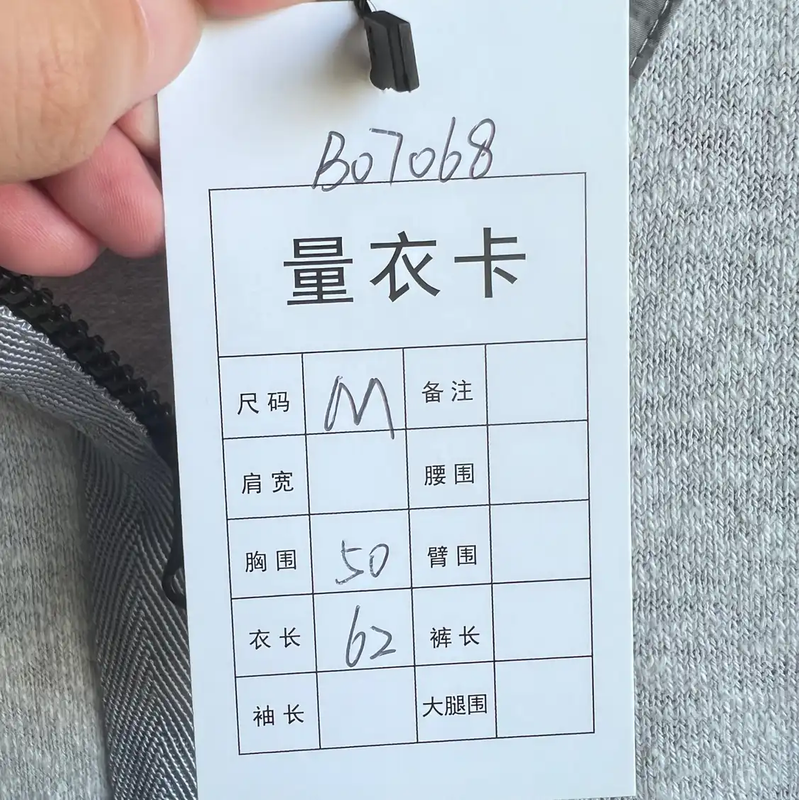 B07068
量衣卡
尺码 M 备注
肩宽 腰围
胸围 50 臂围
衣长 62 裤长
袖长 大腿围